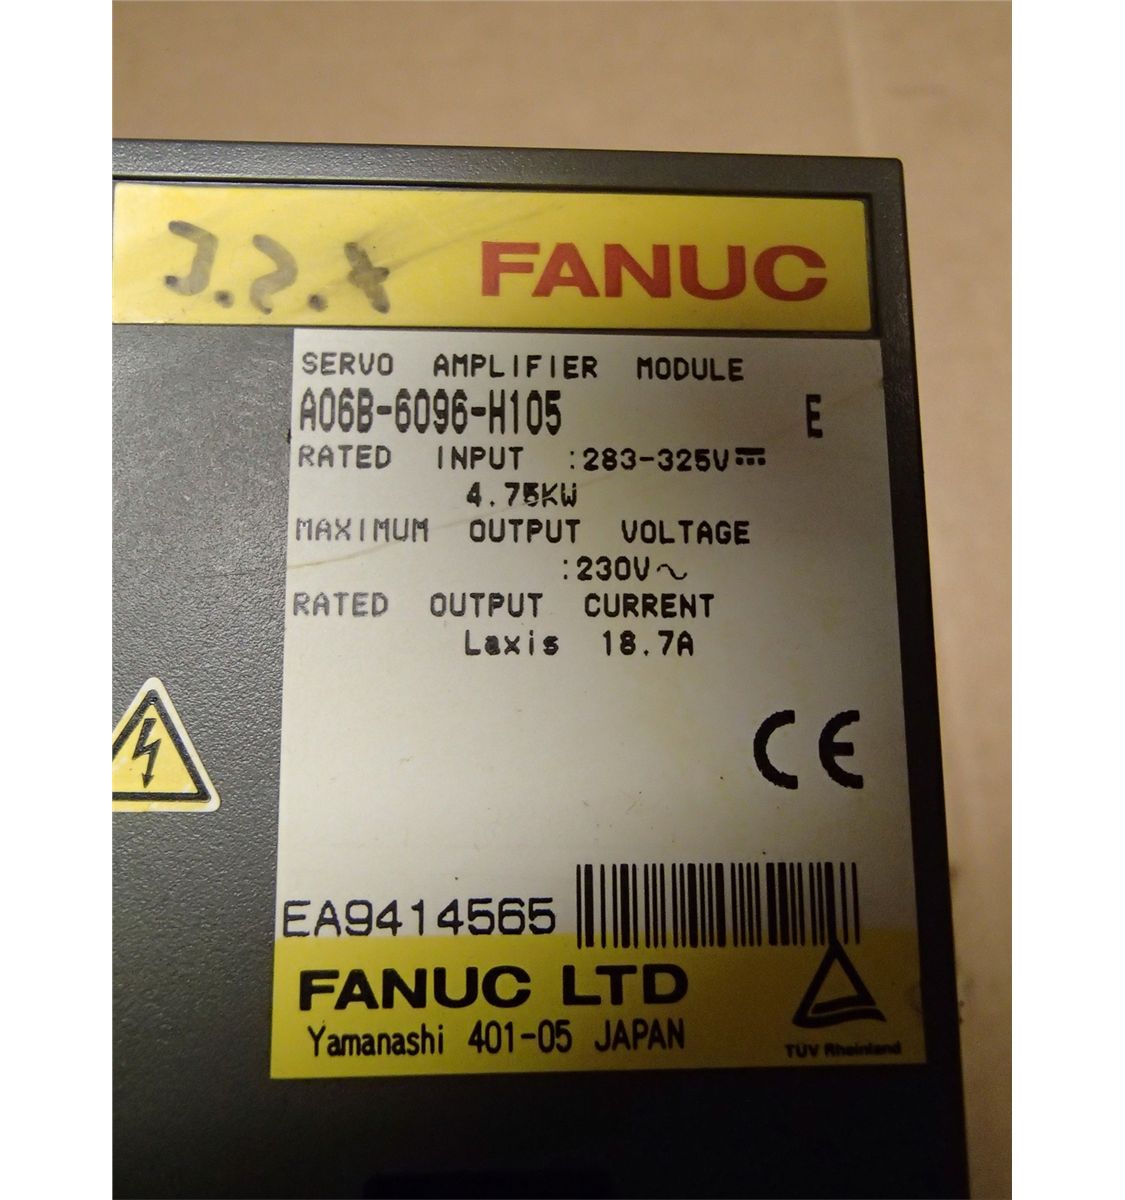 J.2.X
FANUC
SERVO AMPLIFIER MODULE
A06B-6096-H105 E
RATED INPUT :283-325V⎓
4.75KW
MAXIMUM OUTPUT VOLTAGE
:230V~
RATED OUTPUT CURRENT
Laxis 18.7A
CE
EA9414565
FANUC LTD
Yamanashi 401-05 JAPAN
TÜV Rheinland